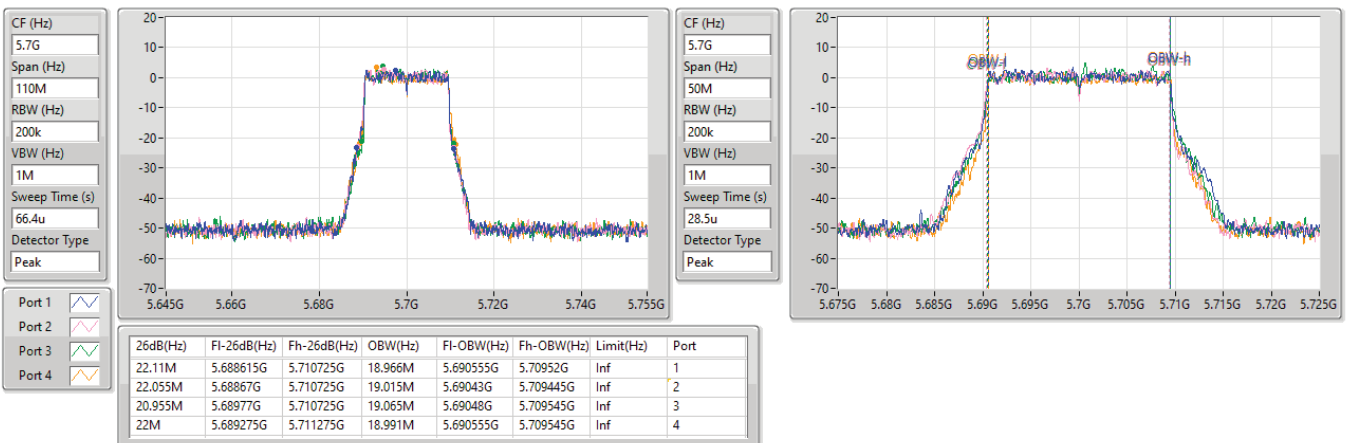 CF (Hz)
5.7G
Span (Hz)
110M
RBW (Hz)
200k
VBW (Hz)
1M
Sweep Time (s)
66.4u
Detector Type
Peak
20
10
0
-10
-20
-30
-40
-50
-60
-70
5.645G 5.66G 5.68G 5.7G 5.72G 5.74G 5.755G
CF (Hz)
5.7G
Span (Hz)
50M
RBW (Hz)
200k
VBW (Hz)
1M
Sweep Time (s)
28.5u
Detector Type
Peak
20
10
0
-10
-20
-30
-40
-50
-60
-70
OBW-l OBW-h
5.675G 5.68G 5.685G 5.69G 5.695G 5.7G 5.705G 5.71G 5.715G 5.72G 5.725G
Port 1
Port 2
Port 3
Port 4
26dB(Hz) Fl-26dB(Hz) Fh-26dB(Hz) OBW(Hz) Fl-OBW(Hz) Fh-OBW(Hz) Limit(Hz) Port
22.11M 5.688615G 5.710725G 18.966M 5.690555G 5.70952G Inf 1
22.055M 5.68867G 5.710725G 19.015M 5.69043G 5.709445G Inf 2
20.955M 5.68977G 5.710725G 19.065M 5.69048G 5.709545G Inf 3
22M 5.689275G 5.711275G 18.991M 5.690555G 5.709545G Inf 4